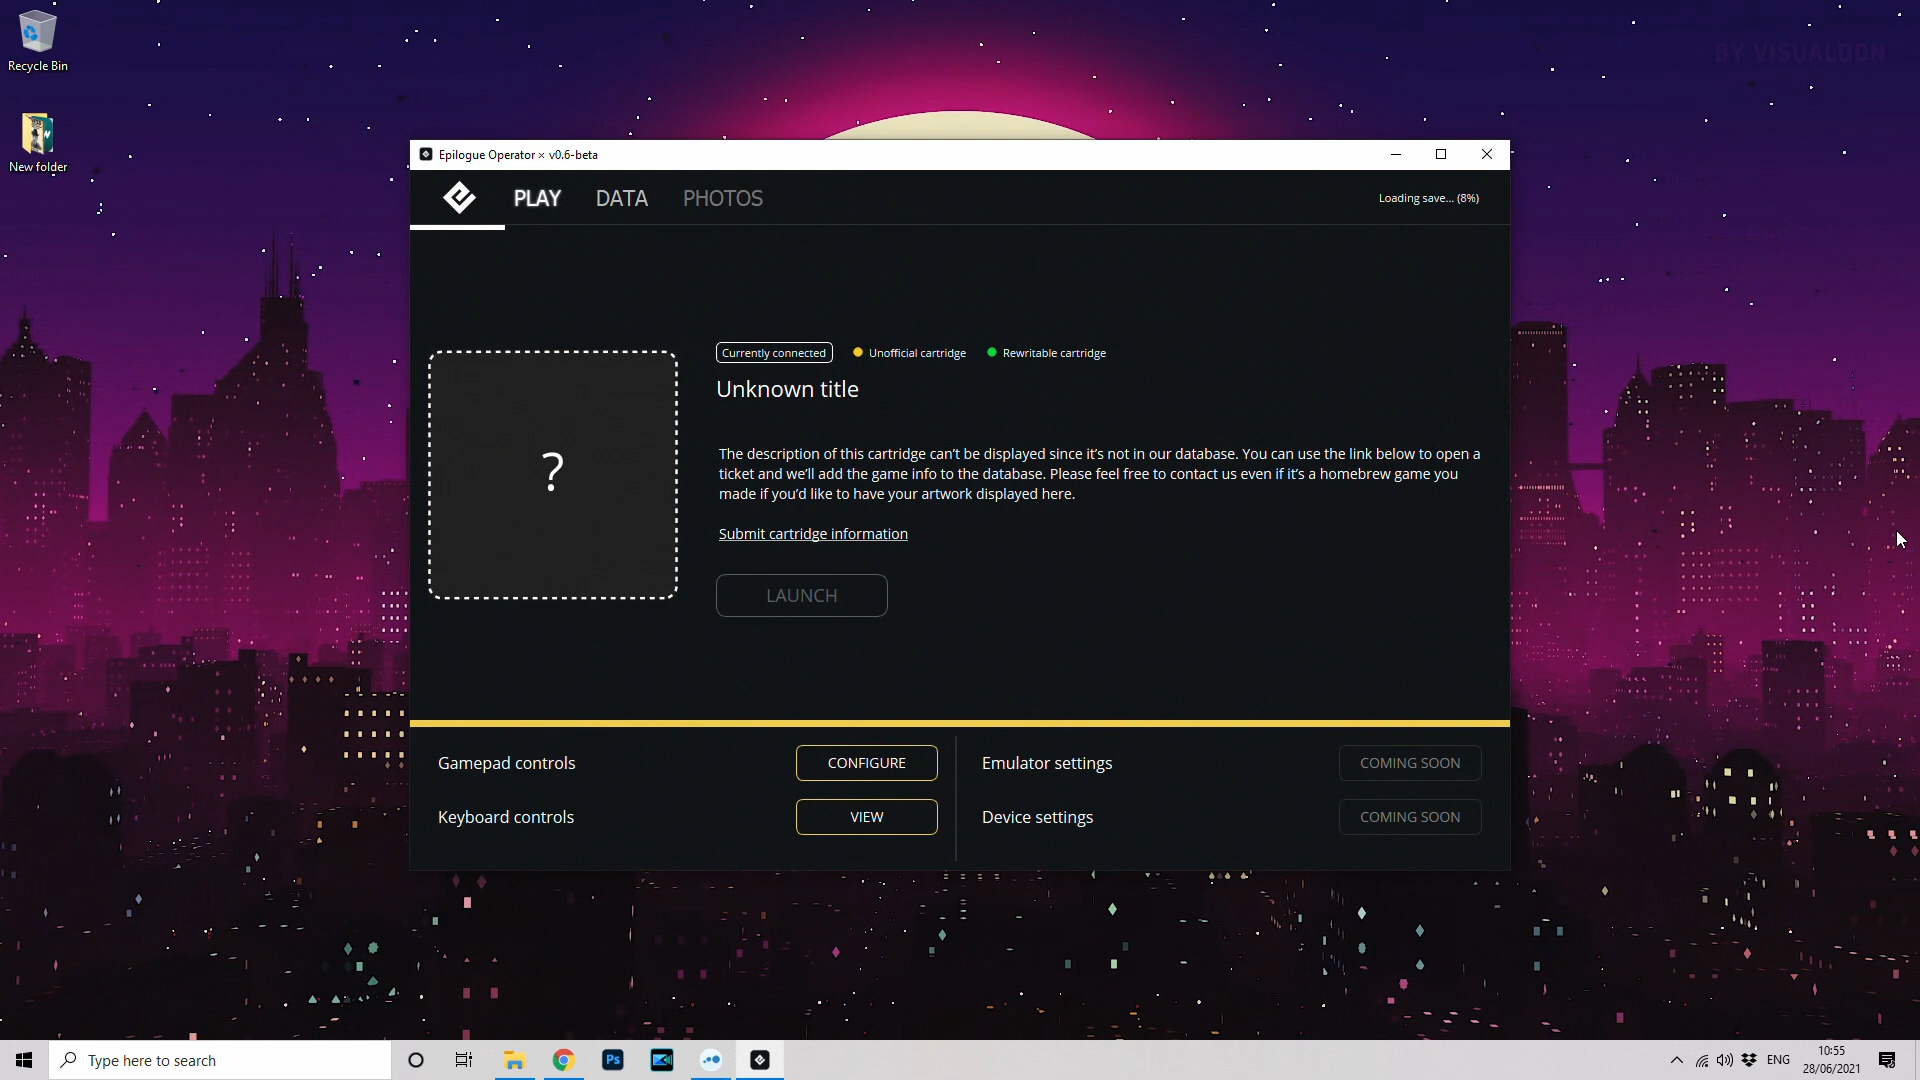 Recycle Bin
New folder
BY VISUALDON
Epilogue Operator × v0.6-beta
PLAY DATA PHOTOS
Loading save... (8%)
Currently connected Unofficial cartridge Rewritable cartridge
Unknown title
?
The description of this cartridge can’t be displayed since it’s not in our database. You can use the link below to open a
ticket and we’ll add the game info to the database. Please feel free to contact us even if it’s a homebrew game you
made if you’d like to have your artwork displayed here.
Submit cartridge information
LAUNCH
Gamepad controls CONFIGURE Emulator settings COMING SOON
Keyboard controls VIEW Device settings COMING SOON
Type here to search
Ps
ENG
10:55
28/06/2021